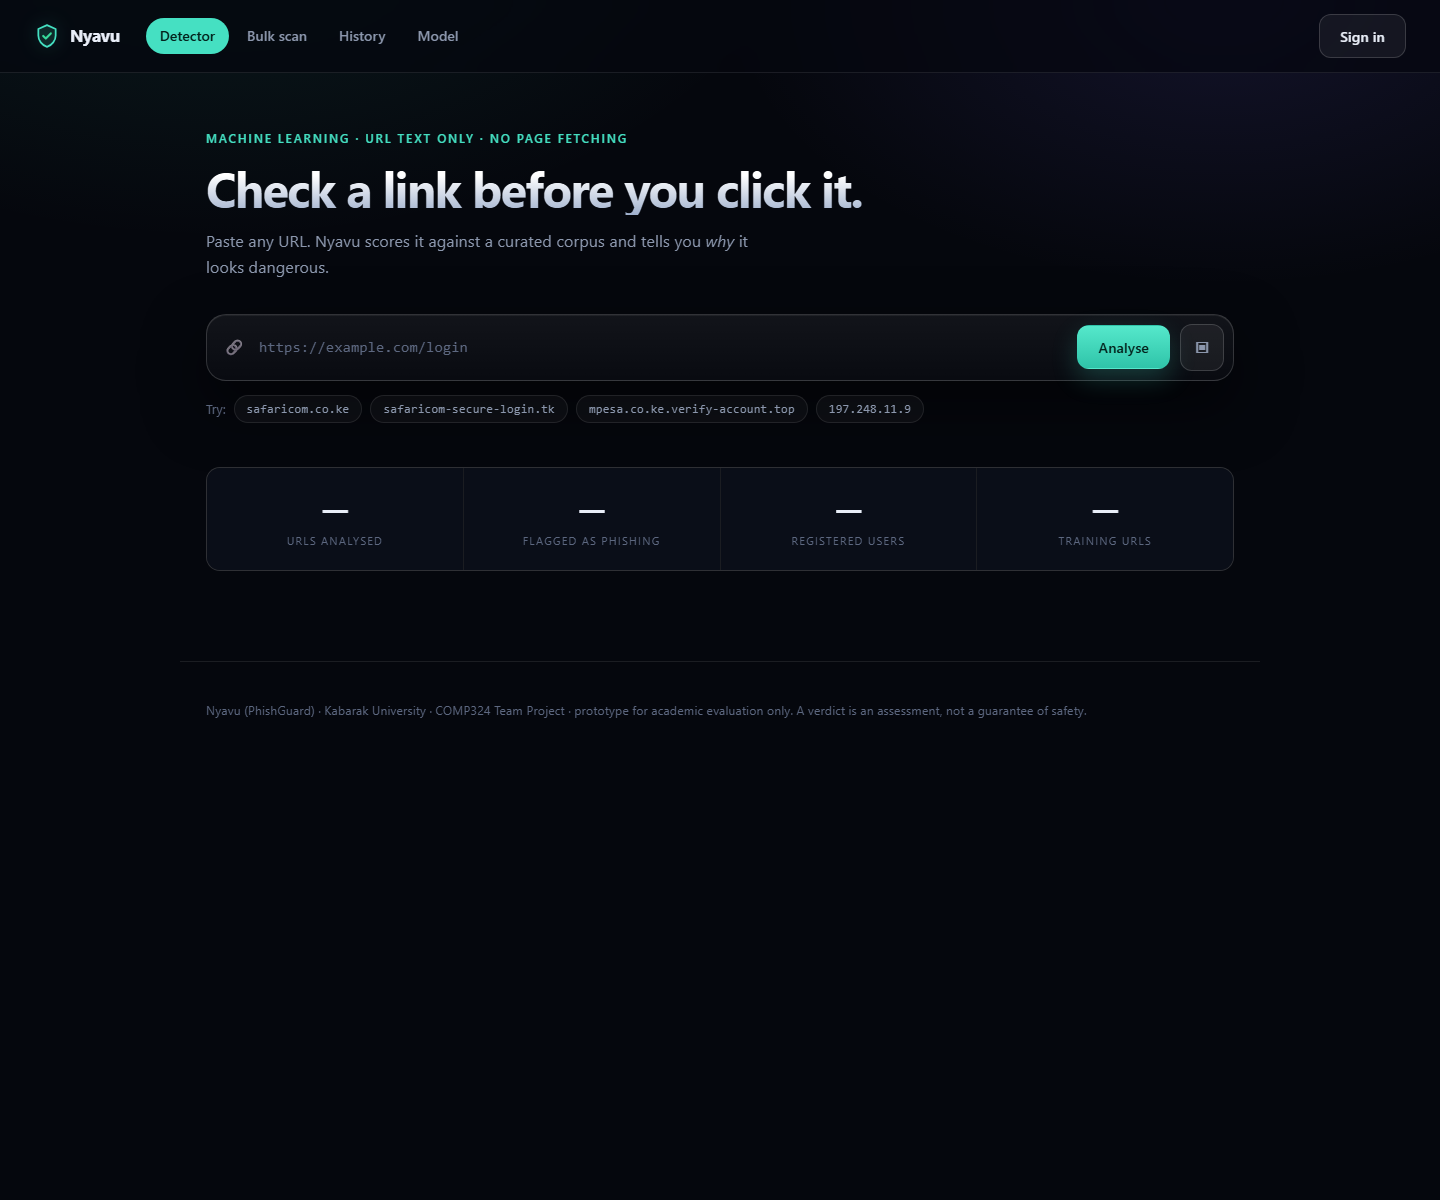 Nyavu
Detector
Bulk scan
History
Model
Sign in
MACHINE LEARNING · URL TEXT ONLY · NO PAGE FETCHING
Check a link before you click it.
Paste any URL. Nyavu scores it against a curated corpus and tells you why it
looks dangerous.
https://example.com/login
Analyse
Try:
safaricom.co.ke
safaricom-secure-login.tk
mpesa.co.ke.verify-account.top
197.248.11.9
—
URLS ANALYSED
—
FLAGGED AS PHISHING
—
REGISTERED USERS
—
TRAINING URLS
Nyavu (PhishGuard) · Kabarak University · COMP324 Team Project · prototype for academic evaluation only. A verdict is an assessment, not a guarantee of safety.